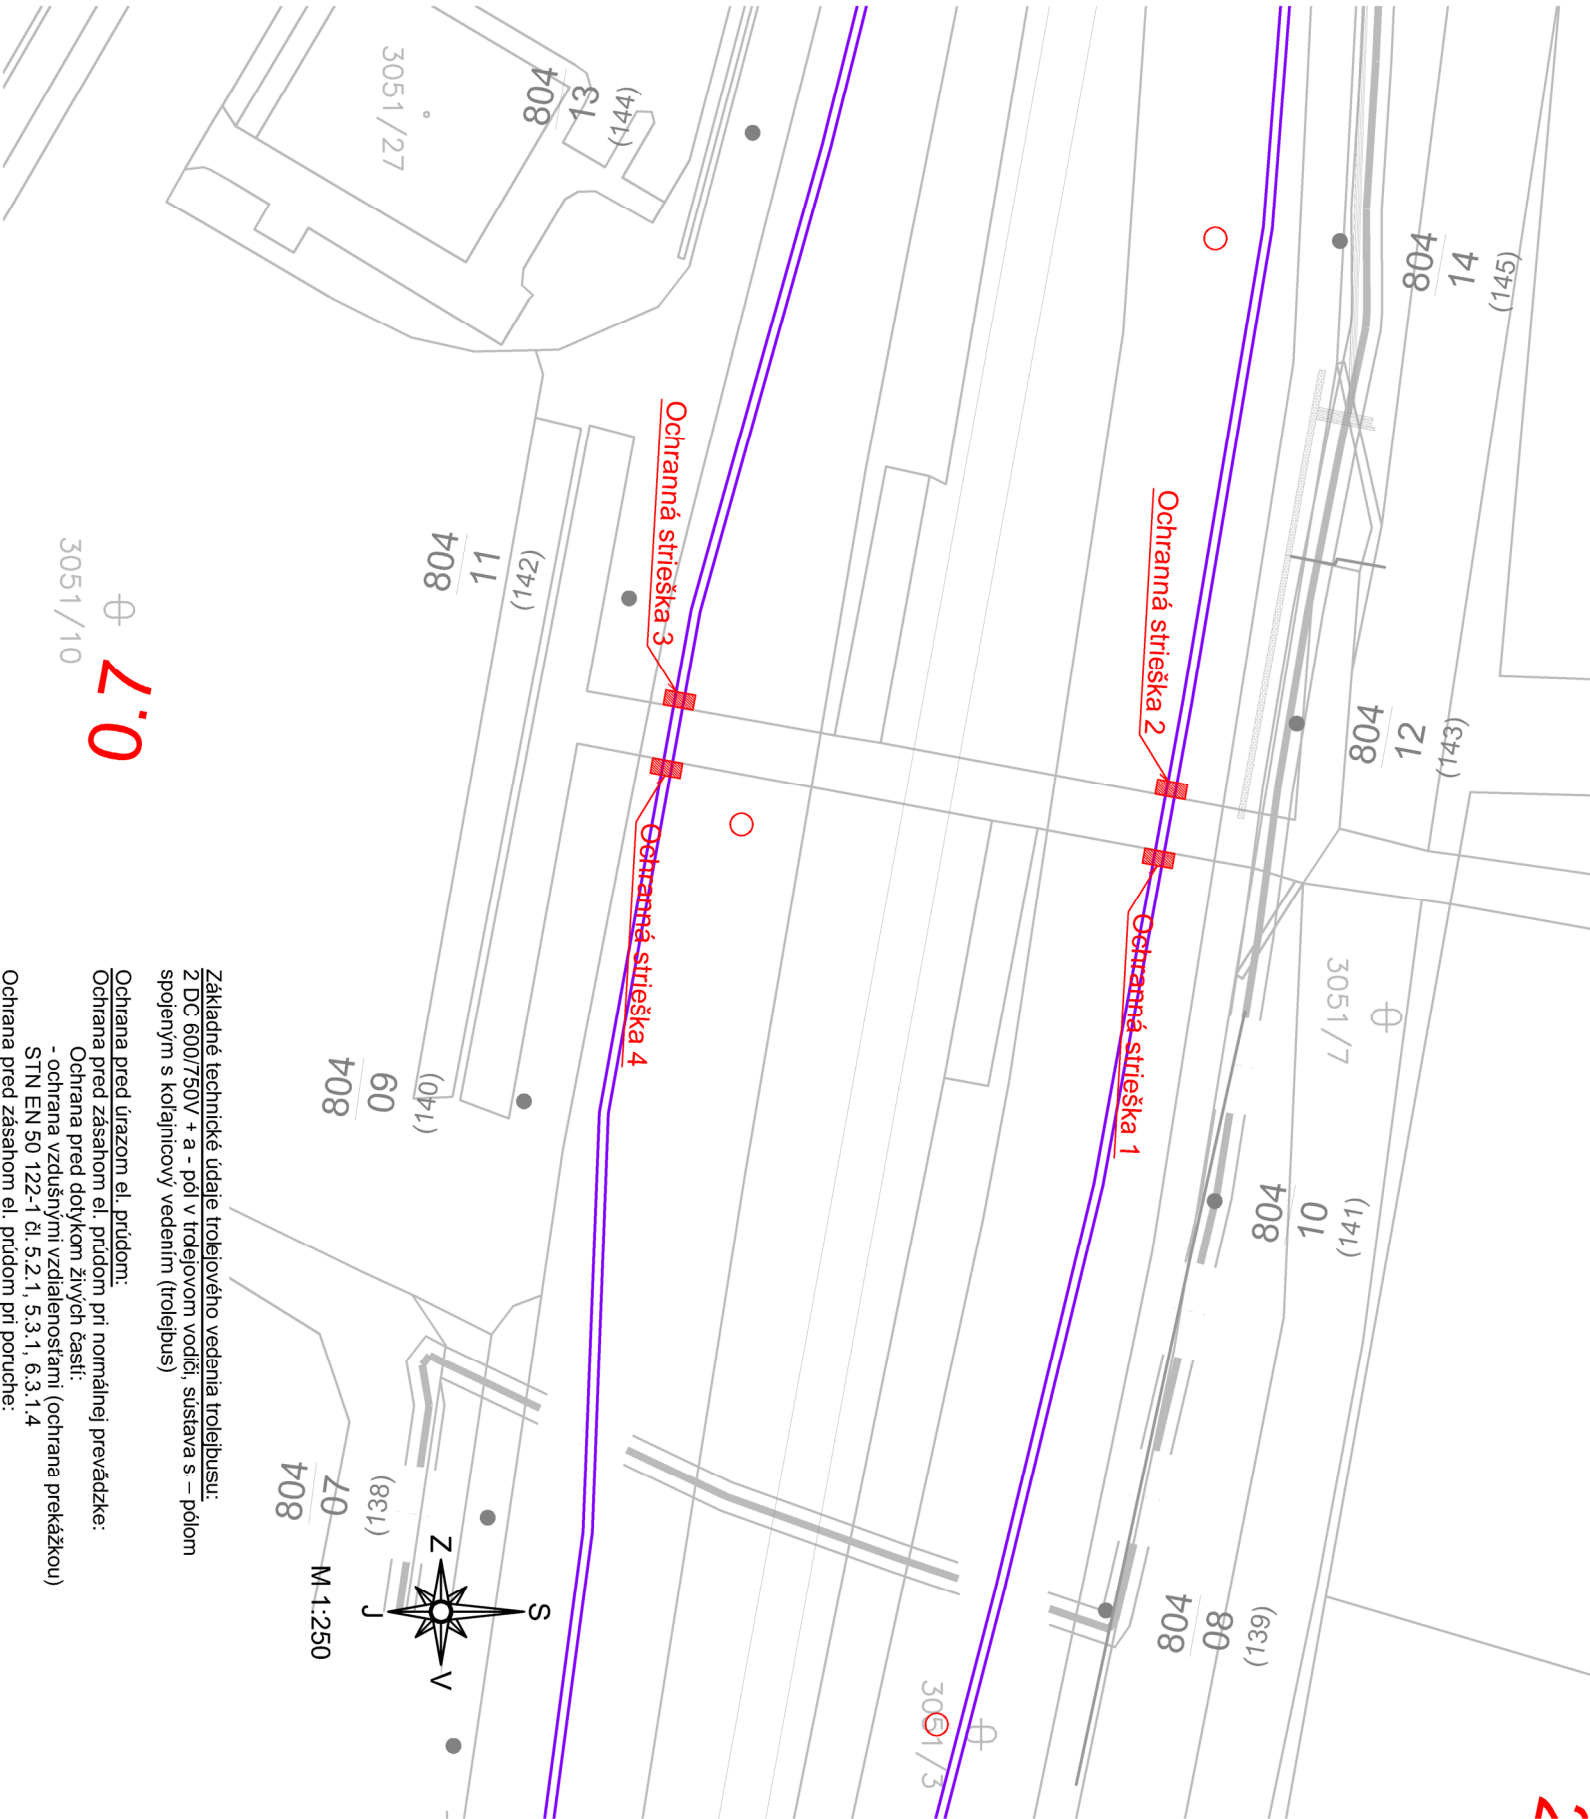 804
14
(145)
804
12
(143)
3051/7
804
10
(141)
804
08
(139)
Ochranná strieška 2
Ochranná strieška 1
3051/3
Ochranná strieška 3
Ochranná strieška 4
804
13
(144)
3051/27
804
11
(142)
804
09
(140)
804
07
(138)
S
Z
V
J
M 1:250
Základné technické údaje trolejového vedenia trolejbusu:
2 DC 600/750V + a - pól v trolejovom vodiči, sústava s – pólom
spojeným s koľajnicový vedením (trolejbus)
7.0
3051/10
Ochrana pred úrazom el. prúdom:
Ochrana pred zásahom el. prúdom pri normálnej prevádzke:
Ochrana pred dotykom živých častí:
- ochrana vzdušnými vzdialenosťami (ochrana prekážkou)
STN EN 50 122-1 čl. 5.2.1, 5.3.1, 6.3.1.4
Ochrana pred zásahom el. prúdom pri poruche: